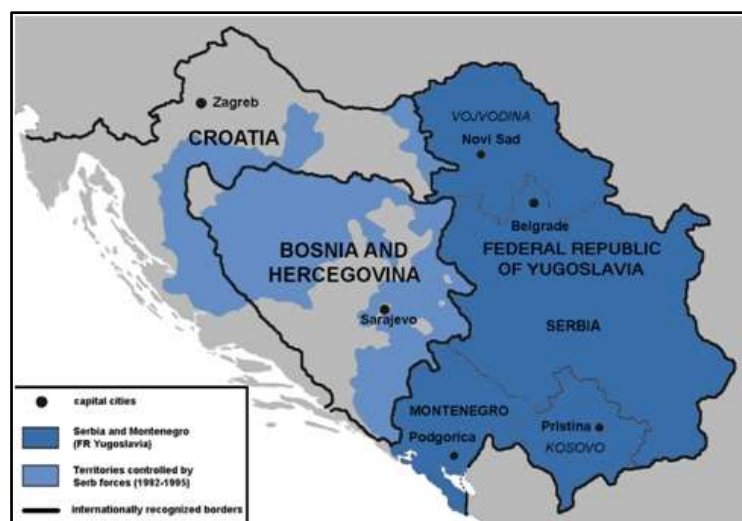 Zagreb
CROATIA
VOJVODINA
Novi Sad
Belgrade
BOSNIA AND
HERCEGOVINA
FEDERAL REPUBLIC
OF YUGOSLAVIA
Sarajevo
SERBIA
MONTENEGRO
Podgorica
Pristina
KOSOVO
capital cities
Serbia and Montenegro
(FR Yugoslavia)
Territories controlled by
Serb forces (1992-1995)
internationally recognized borders